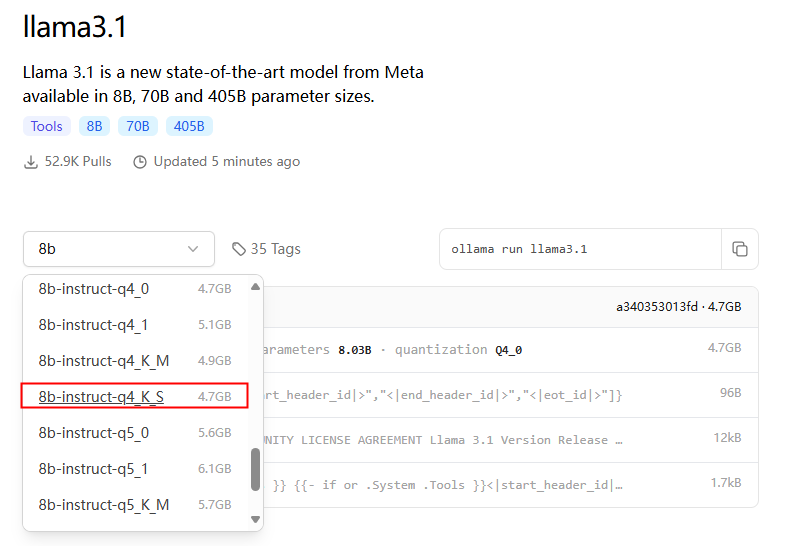 llama3.1
Llama 3.1 is a new state-of-the-art model from Meta
available in 8B, 70B and 405B parameter sizes.
Tools 8B 70B 405B
52.9K Pulls Updated 5 minutes ago
8b 35 Tags ollama run llama3.1
8b-instruct-q4_0 4.7GB
a340353013fd · 4.7GB
8b-instruct-q4_1 5.1GB
arameters 8.03B · quantization Q4_0 4.7GB
8b-instruct-q4_K_M 4.9GB
8b-instruct-q4_K_S 4.7GB
art_header_id|>","<|end_header_id|>","<|eot_id|>"]} 96B
8b-instruct-q5_0 5.6GB
UNITY LICENSE AGREEMENT Llama 3.1 Version Release … 12kB
8b-instruct-q5_1 6.1GB
}} {{- if or .System .Tools }}<|start_header_id|… 1.7kB
8b-instruct-q5_K_M 5.7GB